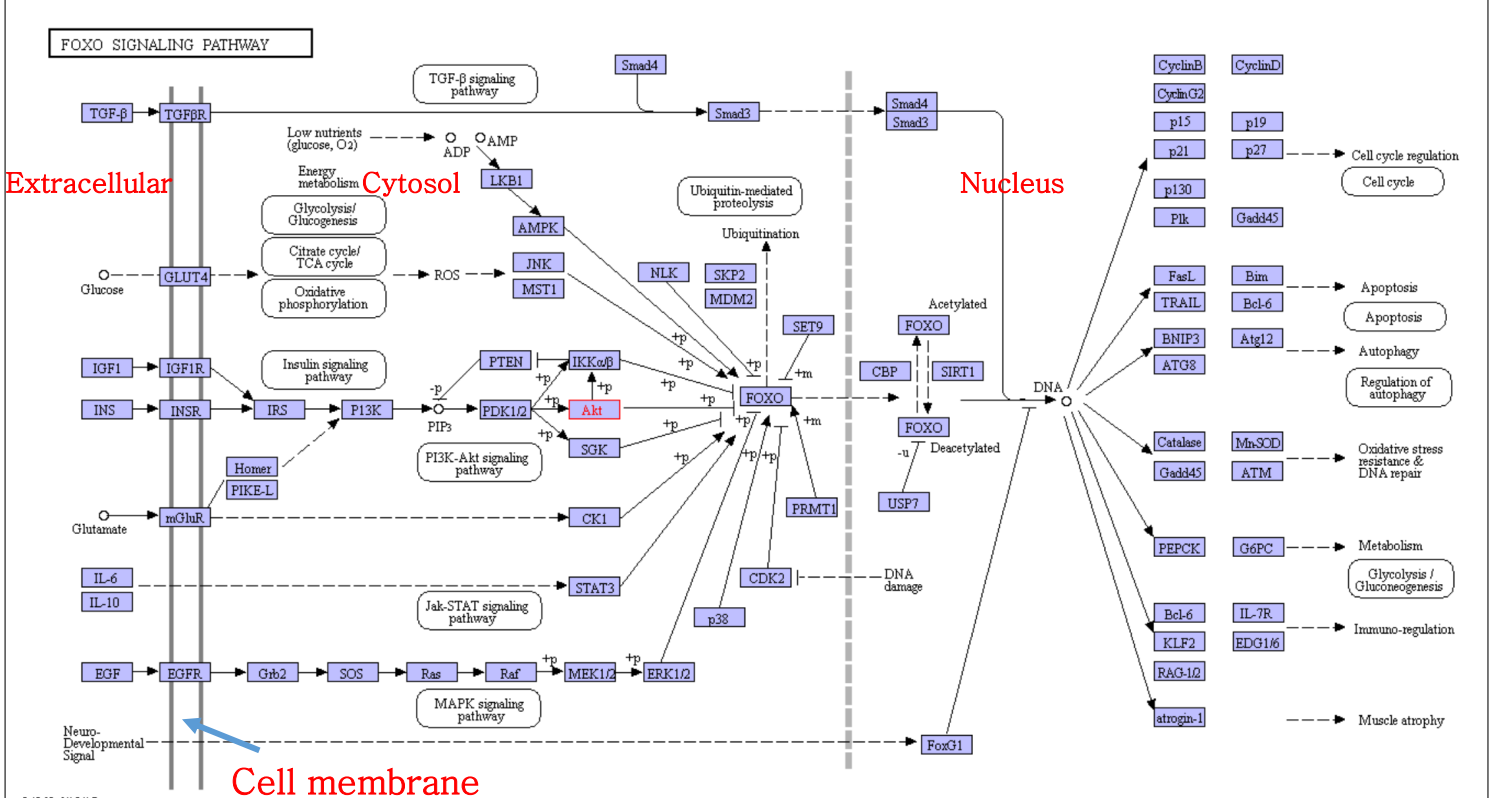 FOXO SIGNALING PATHWAY
TGF-β signaling
pathway
Smad4
TGF-β
TGFβR
Smad3
Smad4
Smad3
Low nutrients
(glucose, O2)
ADP
AMP
Energy
metabolism
LKB1
AMPK
Extracellular
Cytosol
Nucleus
Glycolysis/
Glucogenesis
Citrate cycle/
TCA cycle
Oxidative
phosphorylation
Glucose
GLUT4
ROS
JNK
MST1
NLK
SKP2
MDM2
Ubiquitin-mediated
proteolysis
Ubiquitination
SET9
+p
+p
+p
+m
Acetylated
FOXO
CBP
SIRT1
FOXO
Deacetylated
-u
USP7
IGF1
IGF1R
Insulin signaling
pathway
PTEN
IKKα/β
+p
-p
+p
+p
INS
INSR
IRS
P13K
PIP3
PDK1/2
+p
Akt
+p
FOXO
+p
SGK
+p
+p
+p
+p
+p
+m
PI3K-Akt signaling
pathway
Homer
PIKE-L
Glutamate
mGluR
CK1
PRMT1
IL-6
IL-10
STAT3
Jak-STAT signaling
pathway
CDK2
DNA
damage
p38
EGF
EGFR
Grb2
SOS
Ras
Raf
+p
MEK1/2
+p
ERK1/2
MAPK signaling
pathway
Neuro-
Developmental
Signal
FoxG1
Cell membrane
DNA
CyclinB
CyclinD
CyclinG2
p15
p19
p21
p27
Cell cycle regulation
Cell cycle
p130
Plk
Gadd45
FasL
Bim
Apoptosis
TRAIL
Bcl-6
Apoptosis
BNIP3
Atg12
Autophagy
ATG8
Regulation of
autophagy
Catalase
Mn-SOD
Gadd45
ATM
Oxidative stress
resistance &
DNA repair
PEPCK
G6PC
Metabolism
Glycolysis /
Gluconeogenesis
Bcl-6
IL-7R
Immuno-regulation
KLF2
EDG1/6
RAG-1/2
atrogin-1
Muscle atrophy